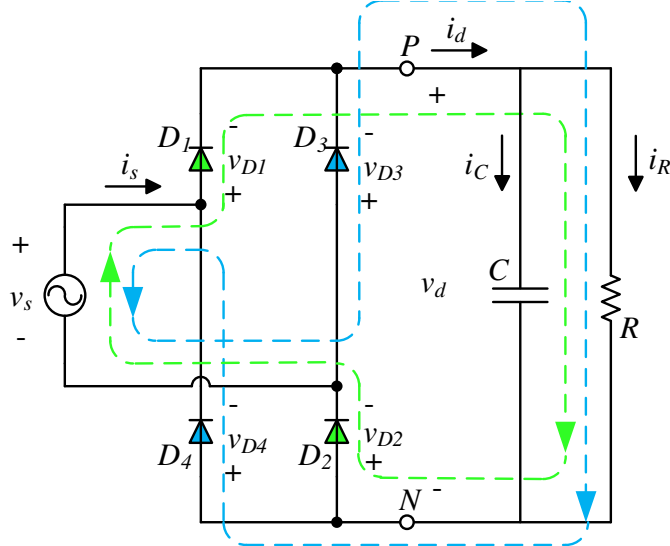 P
i_d
+
D_1
-
v_D1
+
D_3
-
v_D3
+
i_s
i_C
i_R
+
v_s
-
v_d
C
R
D_4
-
v_D4
+
D_2
-
v_D2
+
N
-